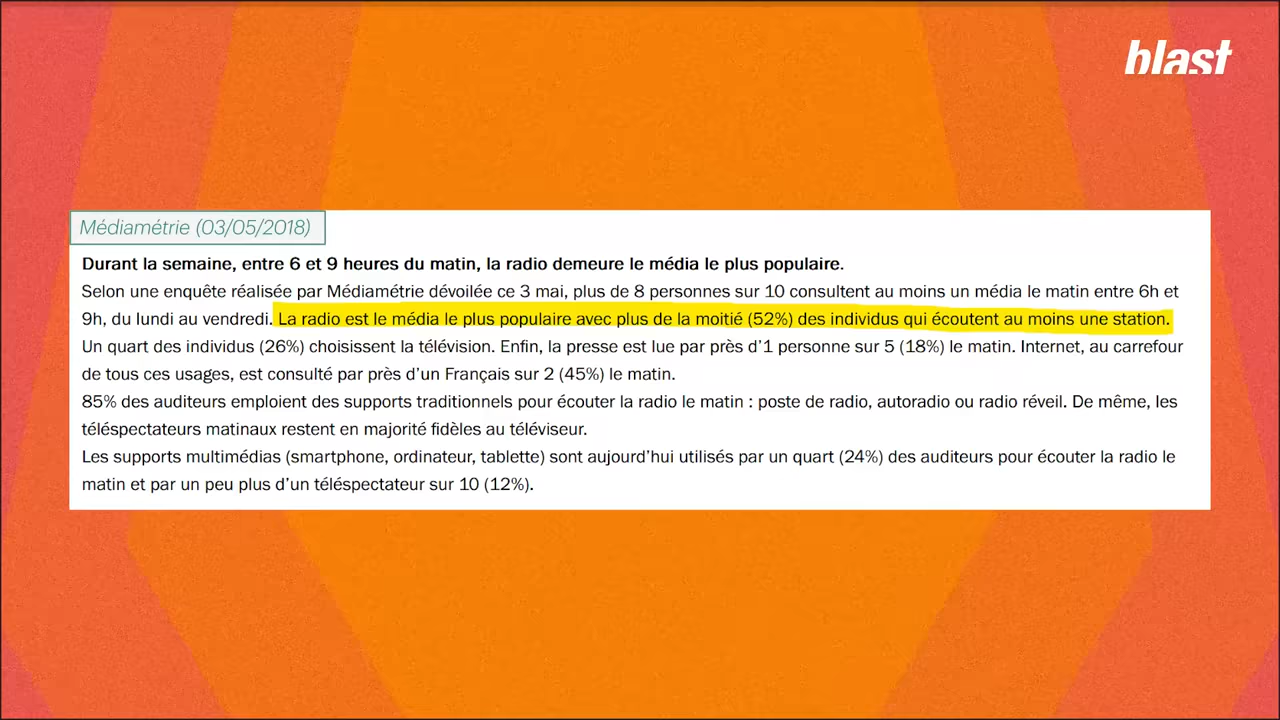 blast
Médiamétrie (03/05/2018)
Durant la semaine, entre 6 et 9 heures du matin, la radio demeure le média le plus populaire.
Selon une enquête réalisée par Médiamétrie dévoilée ce 3 mai, plus de 8 personnes sur 10 consultent au moins un média le matin entre 6h et
9h, du lundi au vendredi. La radio est le média le plus populaire avec plus de la moitié (52%) des individus qui écoutent au moins une station.
Un quart des individus (26%) choisissent la télévision. Enfin, la presse est lue par près d’1 personne sur 5 (18%) le matin. Internet, au carrefour
de tous ces usages, est consulté par près d’un Français sur 2 (45%) le matin.
85% des auditeurs emploient des supports traditionnels pour écouter la radio le matin : poste de radio, autoradio ou radio réveil. De même, les
téléspectateurs matinaux restent en majorité fidèles au téléviseur.
Les supports multimédias (smartphone, ordinateur, tablette) sont aujourd’hui utilisés par un quart (24%) des auditeurs pour écouter la radio le
matin et par un peu plus d’un téléspectateur sur 10 (12%).